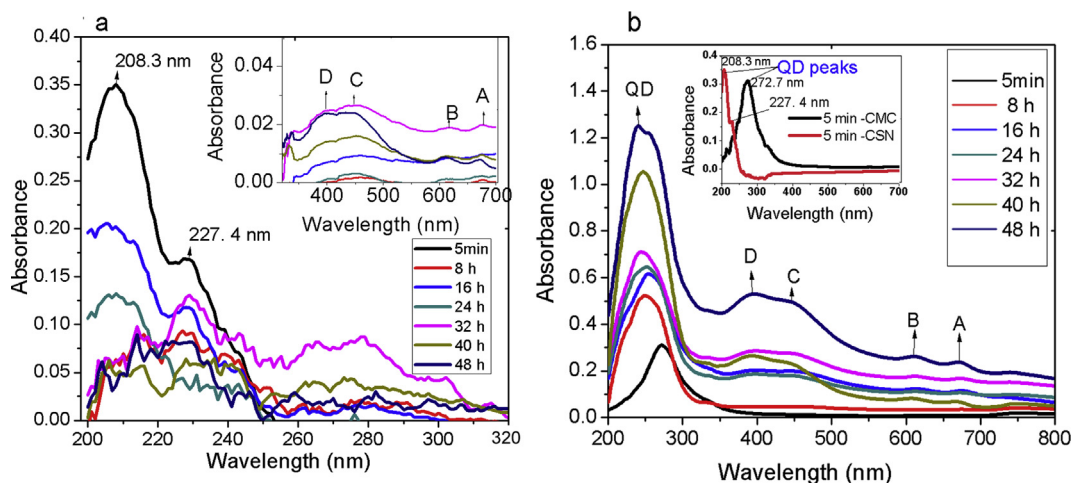 a
0.40
0.35
0.30
0.25
0.20
0.15
0.10
0.05
0.00
Absorbance
208.3 nm
227. 4 nm
200
220
240
260
280
300
320
Wavelength (nm)
0.04
0.02
0.00
Absorbance
D
C
B
A
400
500
600
700
Wavelength (nm)
5min
8 h
16 h
24 h
32 h
40 h
48 h
b
1.6
1.4
1.2
1.0
0.8
0.6
0.4
0.2
0.0
Absorbance
QD
D
C
B
A
200
300
400
500
600
700
800
Wavelength (nm)
0.4
0.3
0.2
0.1
0.0
Absorbance
208.3 nm
QD peaks
272.7 nm
227. 4 nm
5 min -CMC
5 min -CSN
200
300
400
500
600
700
Wavelength (nm)
5min
8 h
16 h
24 h
32 h
40 h
48 h